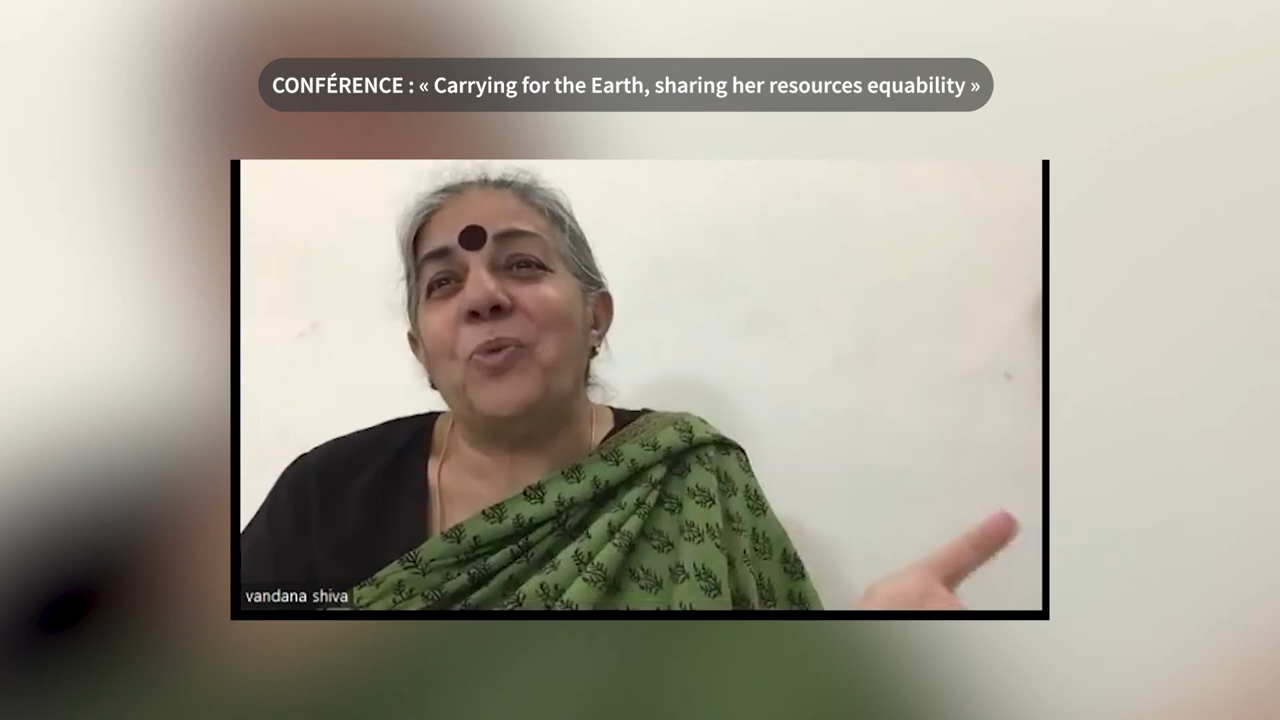 CONFÉRENCE : « Carrying for the Earth, sharing her resources equability »
vandana shiva